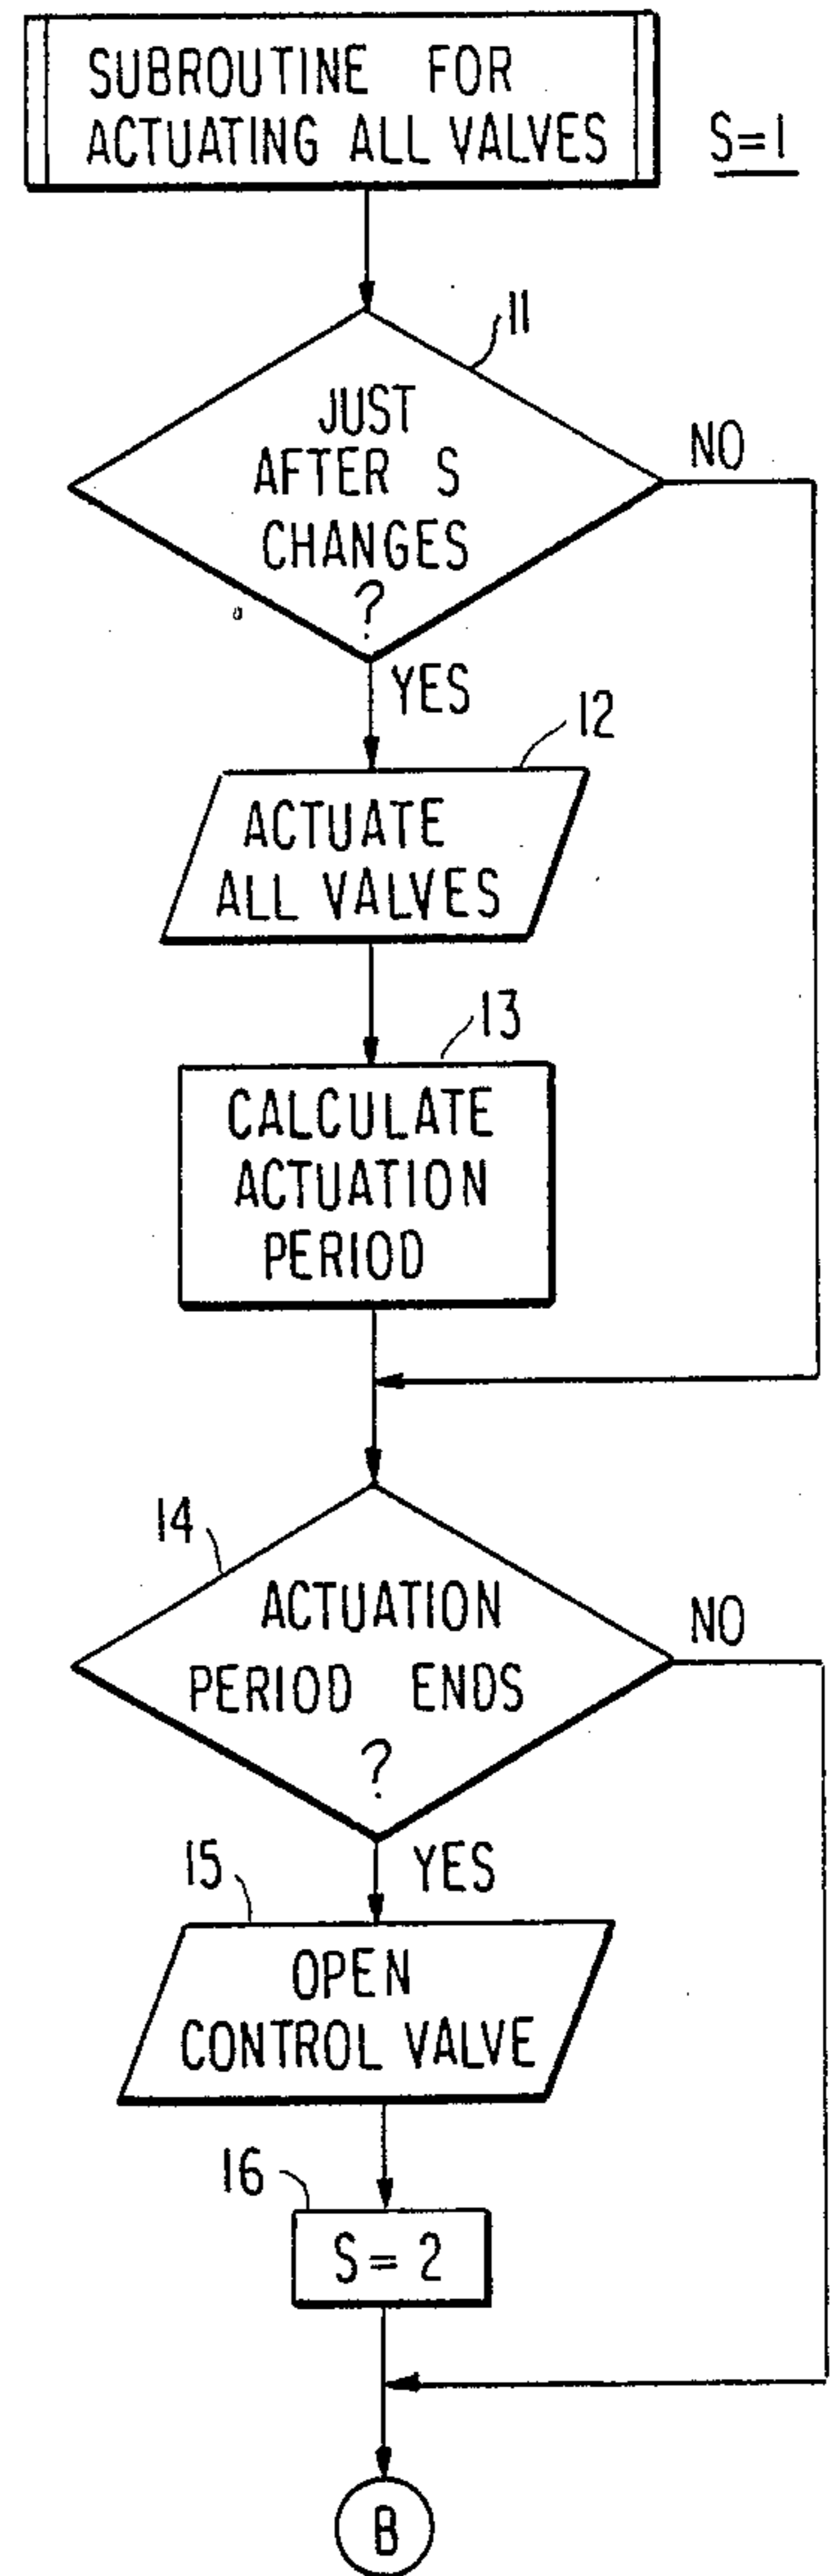 SUBROUTINE FOR
ACTUATING ALL VALVES
S=1
11
JUST
AFTER S
CHANGES
?
NO
YES
12
ACTUATE
ALL VALVES
13
CALCULATE
ACTUATION
PERIOD
14
ACTUATION
PERIOD ENDS
?
NO
YES
15
OPEN
CONTROL VALVE
16
S = 2
B